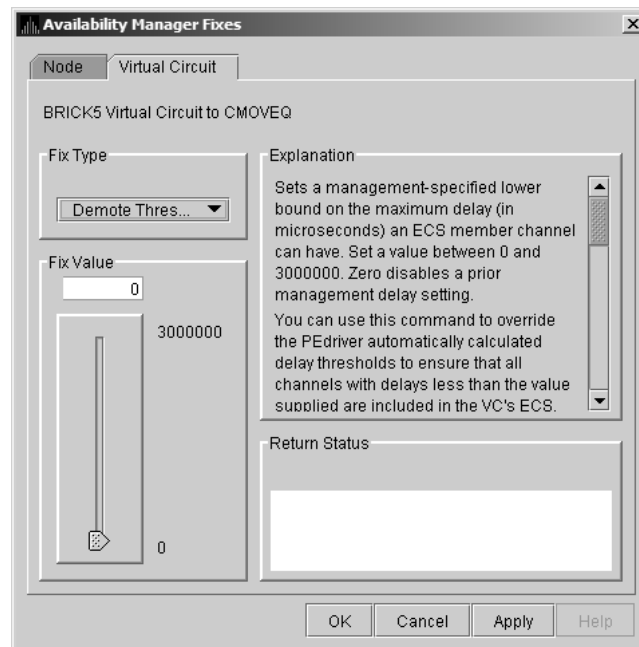 Availability Manager Fixes
Node
Virtual Circuit
BRICK5 Virtual Circuit to CMOVEQ
Fix Type
Demote Thres...
Fix Value
0
3000000
0
Explanation
Sets a management-specified lower
bound on the maximum delay (in
microseconds) an ECS member channel
can have. Set a value between 0 and
3000000. Zero disables a prior
management delay setting.
You can use this command to override
the PEdriver automatically calculated
delay thresholds to ensure that all
channels with delays less than the value
supplied are included in the VC's ECS.
Return Status
OK
Cancel
Apply
Help